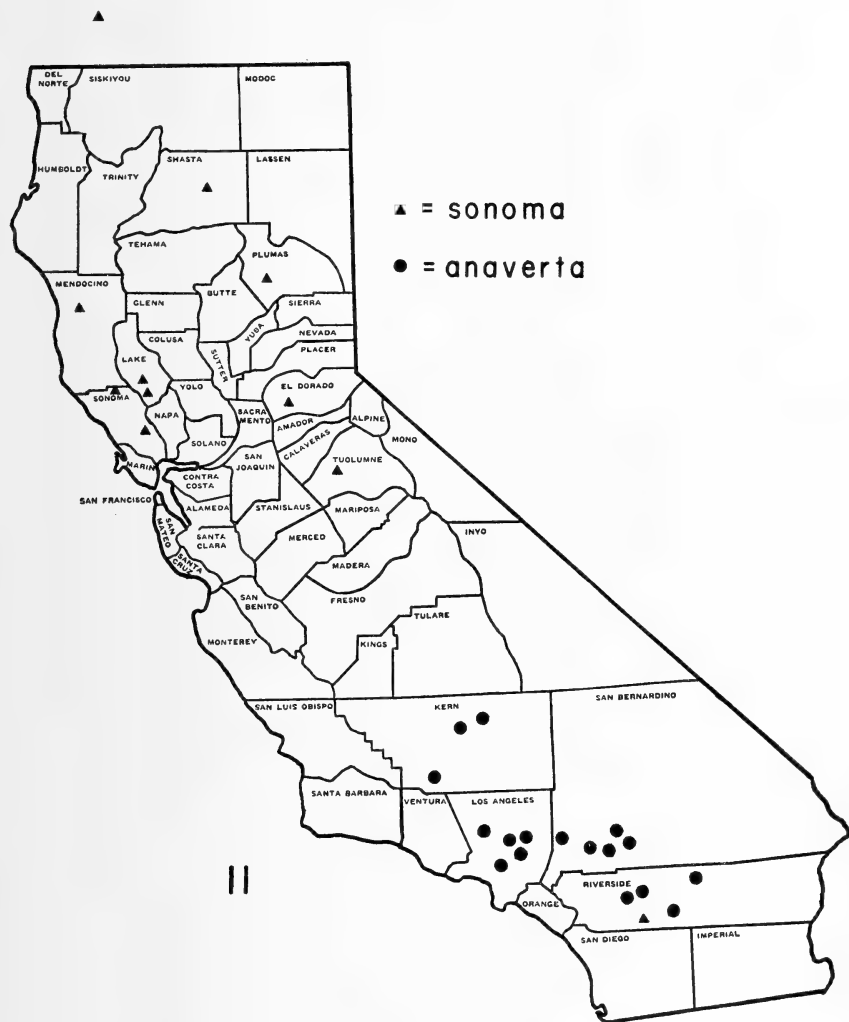 DEL
NORTE
SISKIYOU
MODOC
HUMBOLDT
TRINITY
SHASTA
LASSEN
▲ = sonoma
TEHAMA
PLUMAS
● = anaverta
MENDOCINO
GLENN
BUTTE
SIERRA
YUBA
NEVADA
COLUSA
PLACER
LAKE
SUTTER
SONOMA
YOLO
EL DORADO
NAPA
SACRA
MENTO
AMADOR
ALPINE
SOLANO
CALAVERAS
MONO
MARIN
SAN
JOAQUIN
TUOLUMNE
CONTRA
COSTA
SAN FRANCISCO
ALAMEDA
STANISLAUS
MARIPOSA
SAN
MATEO
SANTA
CLARA
MERCED
INYO
SANTA
CRUZ
MADERA
SAN
BENITO
FRESNO
TULARE
MONTEREY
KINGS
SAN LUIS OBISPO
KERN
SAN BERNARDINO
SANTA BARBARA
VENTURA
LOS ANGELES
II
RIVERSIDE
ORANGE
SAN DIEGO
IMPERIAL